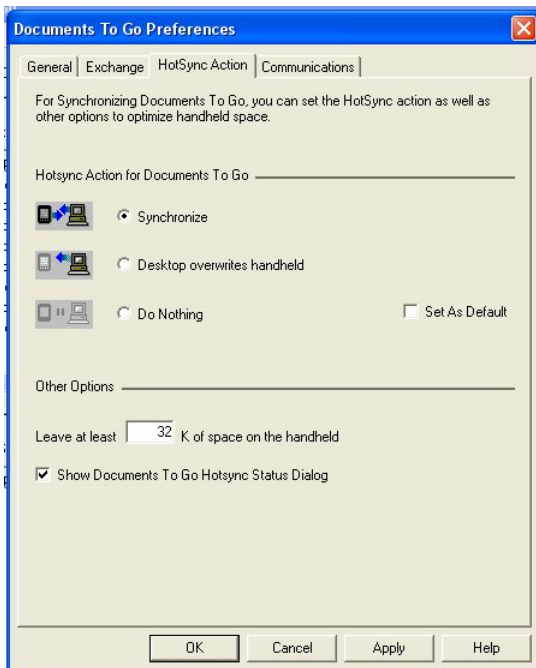 Documents To Go Preferences
General Exchange HotSync Action Communications
For Synchronizing Documents To Go, you can set the HotSync action as well as
other options to optimize handheld space.
Hotsync Action for Documents To Go
Synchronize
Desktop overwrites handheld
Do Nothing Set As Default
Other Options
Leave at least 32 K of space on the handheld
Show Documents To Go Hotsync Status Dialog
OK Cancel Apply Help